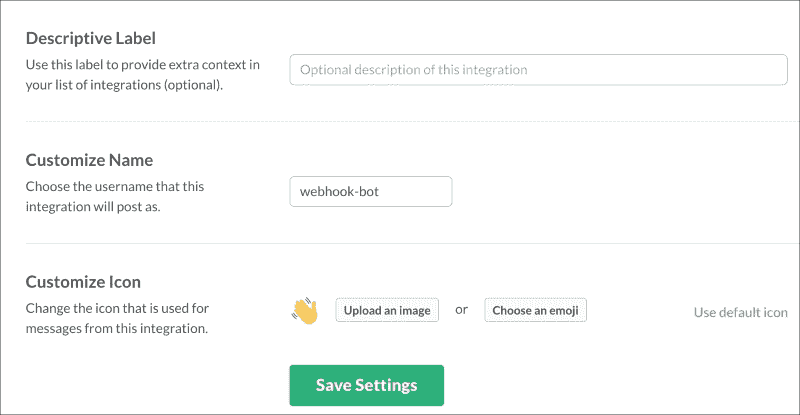 Descriptive Label
Use this label to provide extra context in
your list of integrations (optional).
Optional description of this integration
Customize Name
Choose the username that this
integration will post as.
webhook-bot
Customize Icon
Change the icon that is used for
messages from this integration.
Upload an image or Choose an emoji Use default icon
Save Settings